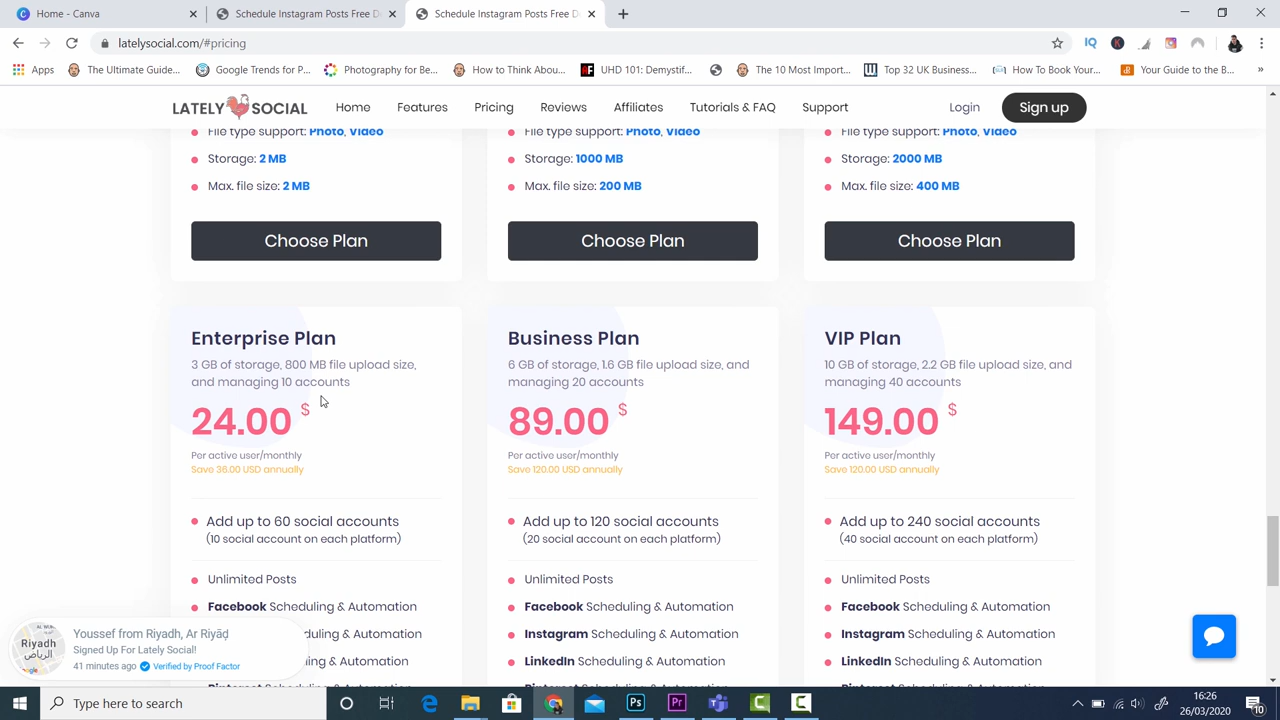 Home - Canva
Schedule Instagram Posts Free D
Schedule Instagram Posts Free D
latelysocial.com/#pricing
Apps
The Ultimate Guide...
Google Trends for P...
Photography for Be...
How to Think Abou...
UHD 101: Demystif...
The 10 Most Import...
Top 32 UK Business...
How To Book Your...
Your Guide to the B...
LATELY SOCIAL
Home
Features
Pricing
Reviews
Affiliates
Tutorials & FAQ
Support
Login
Sign up
File type support: Photo, Video
Storage: 2 MB
Max. file size: 2 MB
Choose Plan
File type support: Photo, Video
Storage: 1000 MB
Max. file size: 200 MB
Choose Plan
File type support: Photo, Video
Storage: 2000 MB
Max. file size: 400 MB
Choose Plan
Enterprise Plan
3 GB of storage, 800 MB file upload size,
and managing 10 accounts
24.00 $
Per active user/monthly
Save 36.00 USD annually
Add up to 60 social accounts
(10 social account on each platform)
Unlimited Posts
Facebook Scheduling & Automation
duling & Automation
ing & Automation
Business Plan
6 GB of storage, 1.6 GB file upload size, and
managing 20 accounts
89.00 $
Per active user/monthly
Save 120.00 USD annually
Add up to 120 social accounts
(20 social account on each platform)
Unlimited Posts
Facebook Scheduling & Automation
Instagram Scheduling & Automation
LinkedIn Scheduling & Automation
Pinterest Scheduling & Automation
VIP Plan
10 GB of storage, 2.2 GB file upload size, and
managing 40 accounts
149.00 $
Per active user/monthly
Save 120.00 USD annually
Add up to 240 social accounts
(40 social account on each platform)
Unlimited Posts
Facebook Scheduling & Automation
Instagram Scheduling & Automation
LinkedIn Scheduling & Automation
Pinterest Scheduling & Automation
Riyadh
الرياض
Youssef from Riyadh, Ar Riyāḍ
Signed Up For Lately Social!
41 minutes ago Verified by Proof Factor
Type here to search
16:26
26/03/2020
10